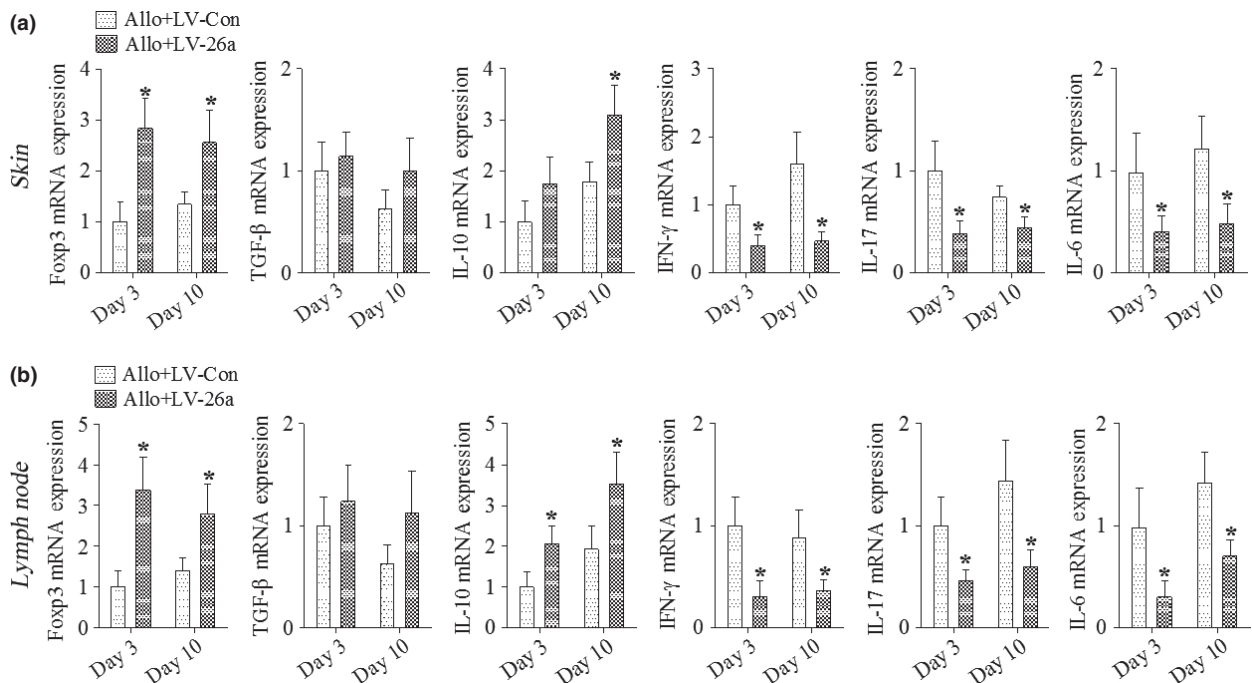 (a)
Allo+LV-Con
Allo+LV-26a
Skin
Foxp3 mRNA expression
4
3
2
1
0
Day 3
Day 10
TGF-β mRNA expression
2
1
0
Day 3
Day 10
IL-10 mRNA expression
4
3
2
1
0
Day 3
Day 10
IFN-γ mRNA expression
3
2
1
0
Day 3
Day 10
IL-17 mRNA expression
2
1
0
Day 3
Day 10
IL-6 mRNA expression
2
1
0
Day 3
Day 10
* * * * * * * * *
(b)
Allo+LV-Con
Allo+LV-26a
Lymph node
Foxp3 mRNA expression
5
4
3
2
1
0
Day 3
Day 10
TGF-β mRNA expression
2
1
0
Day 3
Day 10
IL-10 mRNA expression
5
4
3
2
1
0
Day 3
Day 10
IFN-γ mRNA expression
2
1
0
Day 3
Day 10
IL-17 mRNA expression
2
1
0
Day 3
Day 10
IL-6 mRNA expression
2
1
0
Day 3
Day 10
* * * * * * * * * *